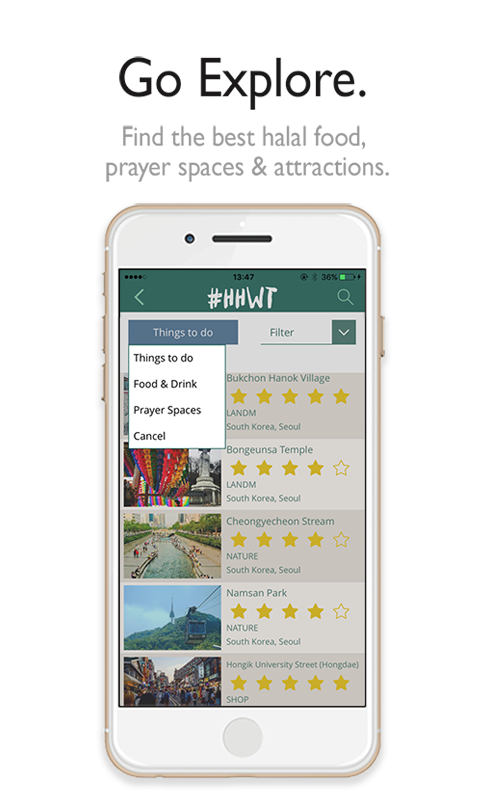 Go Explore.
Find the best halal food,
prayer spaces & attractions.
13:47
36%
#HHWT
Things to do
Filter
Things to do
Food & Drink
Prayer Spaces
Cancel
Bukchon Hanok Village
LANDM
South Korea, Seoul
Bongeunsa Temple
LANDM
South Korea, Seoul
Cheongyecheon Stream
NATURE
South Korea, Seoul
Namsan Park
NATURE
South Korea, Seoul
Hongik University Street (Hongdae)
SHOP